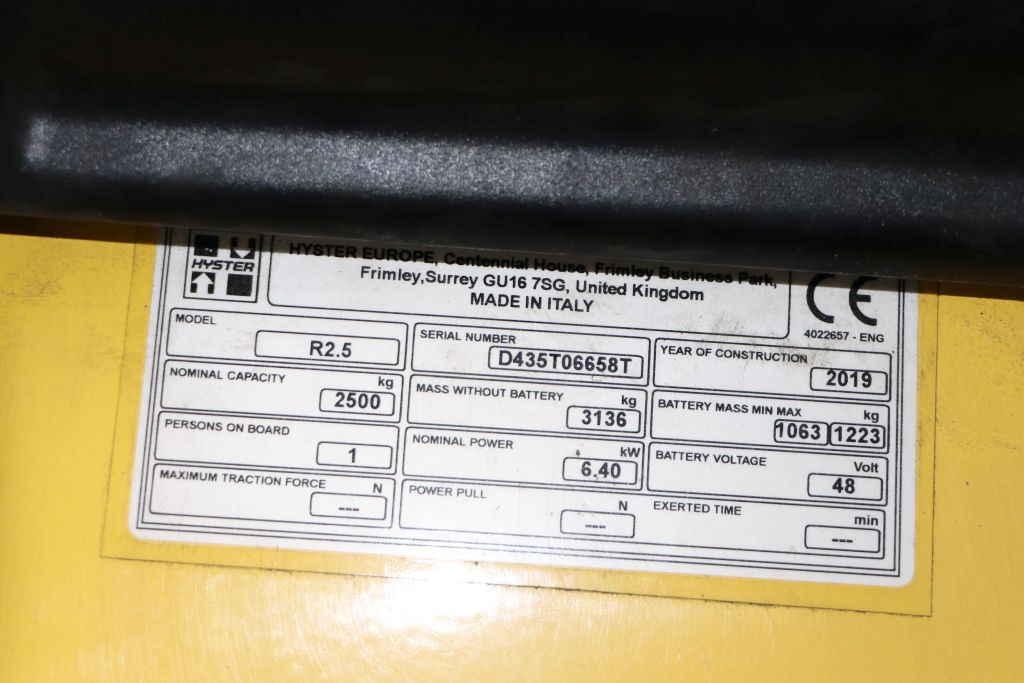 HYSTER
HYSTER EUROPE, Centennial House, Frimley Business Park,
Frimley,Surrey GU16 7SG, United Kingdom
MADE IN ITALY
CE
4022657 - ENG
MODEL
R2.5
SERIAL NUMBER
D435T06658T
YEAR OF CONSTRUCTION
2019
NOMINAL CAPACITY kg
2500
MASS WITHOUT BATTERY kg
3136
BATTERY MASS MIN MAX kg
1063 1223
PERSONS ON BOARD
1
NOMINAL POWER kW
6.40
BATTERY VOLTAGE Volt
48
MAXIMUM TRACTION FORCE N
---
POWER PULL N
---
EXERTED TIME min
---